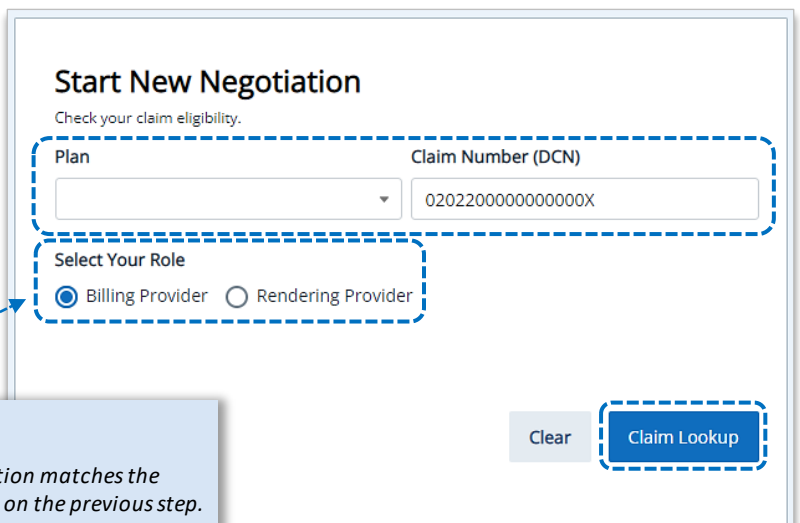 Start New Negotiation
Check your claim eligibility.
Plan
Claim Number (DCN)
0202200000000000X
Select Your Role
Billing Provider
Rendering Provider
Clear
Claim Lookup
matches the
on the previous step.